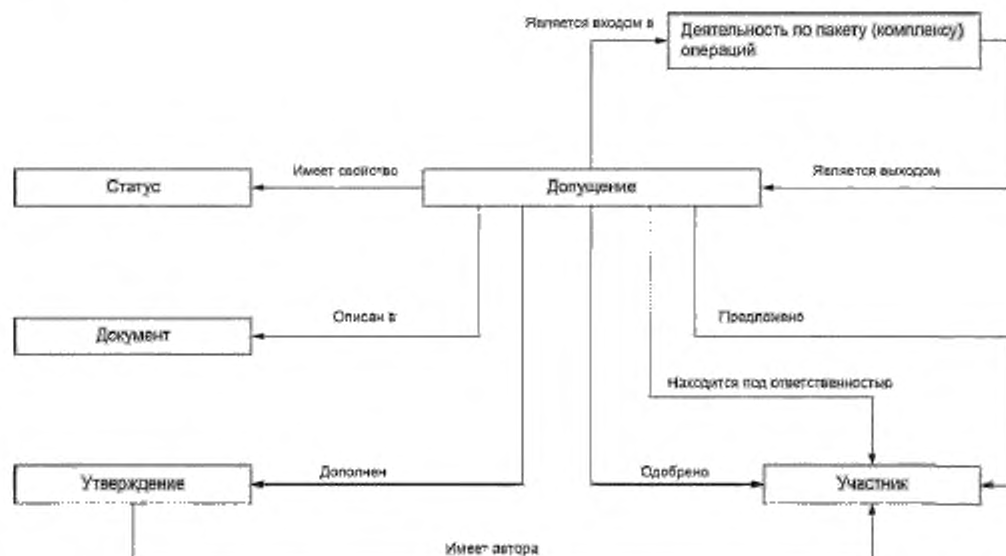 Является входом в
Деятельность по пакету (комплексу)
операций
Имеет свойство
Является выходом
Статус
Допущение
Описан в
Предложено
Документ
Находится под ответственностью
Дополнен
Одобрено
Утверждение
Участник
Имеет автора